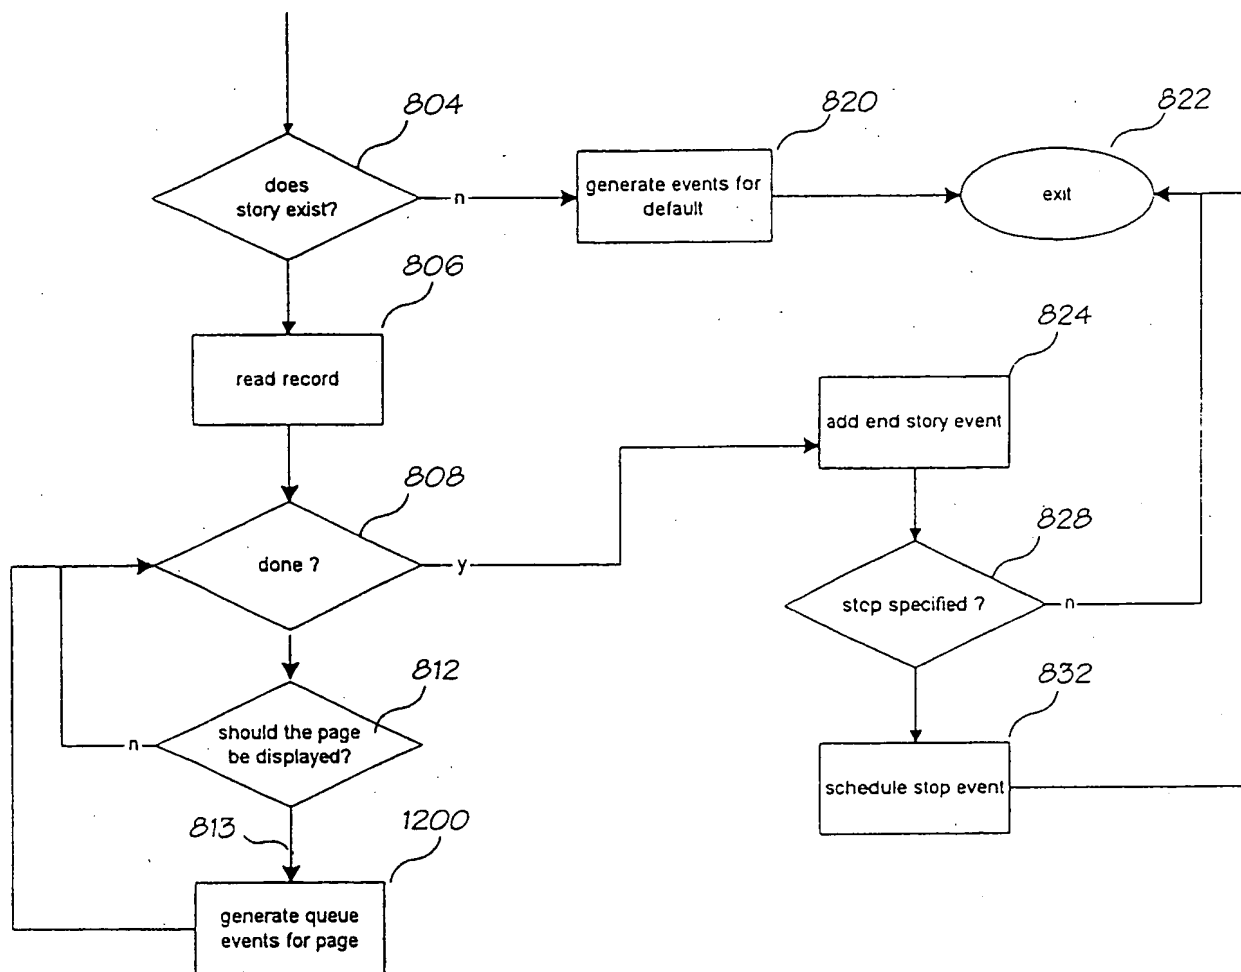 804
820
822
does
story exist?
n
generate events for
default
exit
806
read record
824
add end story event
808
done ?
y
828
stop specified ?
n
812
should the page
be displayed?
n
832
schedule stop event
813
1200
generate queue
events for page